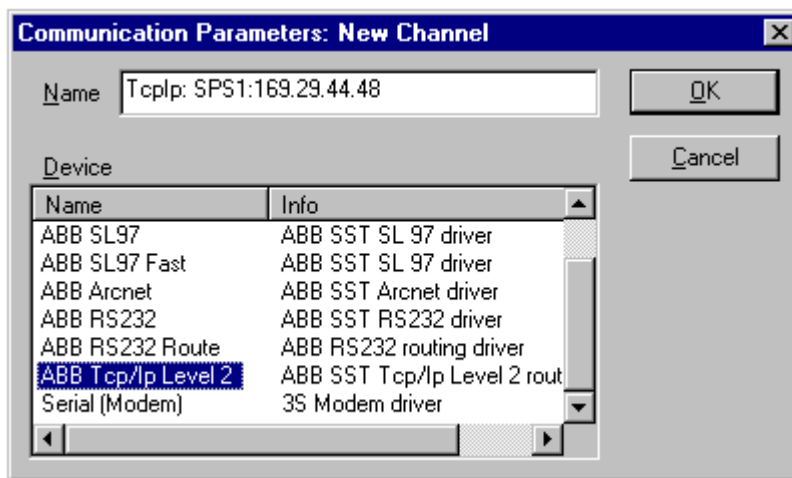 Communication Parameters: New Channel
Name TcpIp: SPS1:169.29.44.48 OK
Cancel
Device
Name Info
ABB SL97 ABB SST SL 97 driver
ABB SL97 Fast ABB SST SL 97 driver
ABB Arcnet ABB SST Arcnet driver
ABB RS232 ABB SST RS232 driver
ABB RS232 Route ABB RS232 routing driver
ABB Tcp/Ip Level 2 ABB SST Tcp/Ip Level 2 rout
Serial (Modem) 3S Modem driver